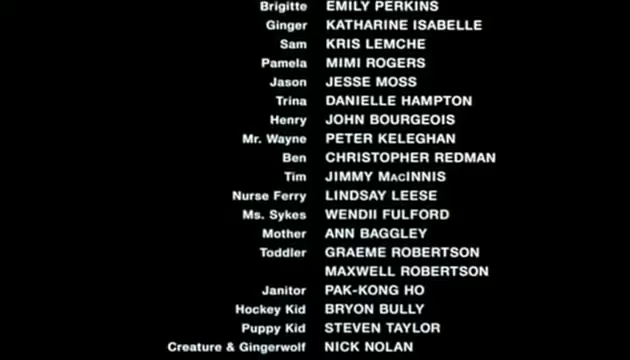 Brigitte EMILY PERKINS
Ginger KATHARINE ISABELLE
Sam KRIS LEMCHE
Pamela MIMI ROGERS
Jason JESSE MOSS
Trina DANIELLE HAMPTON
Henry JOHN BOURGEOIS
Mr. Wayne PETER KELEGHAN
Ben CHRISTOPHER REDMAN
Tim JIMMY MACINNIS
Nurse Ferry LINDSAY LEESE
Ms. Sykes WENDII FULFORD
Mother ANN BAGGLEY
Toddler GRAEME ROBERTSON
MAXWELL ROBERTSON
Janitor PAK-KONG HO
Hockey Kid BRYON BULLY
Puppy Kid STEVEN TAYLOR
Creature & Gingerwolf NICK NOLAN